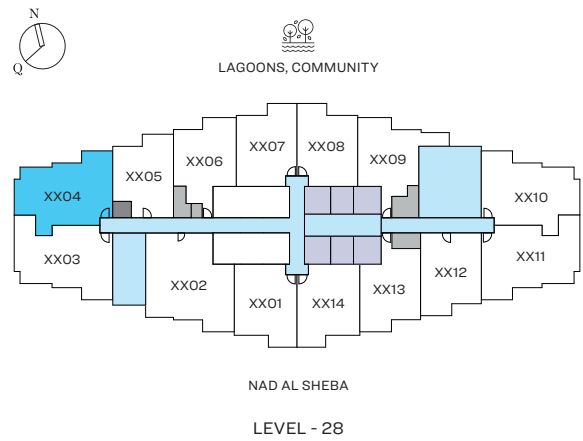 N
Q
LAGOONS, COMMUNITY
XX07
XX08
XX06
XX09
XX05
XX04
XX10
XX03
XX11
XX02
XX12
XX13
XX01
XX14
NAD AL SHEBA
LEVEL - 28